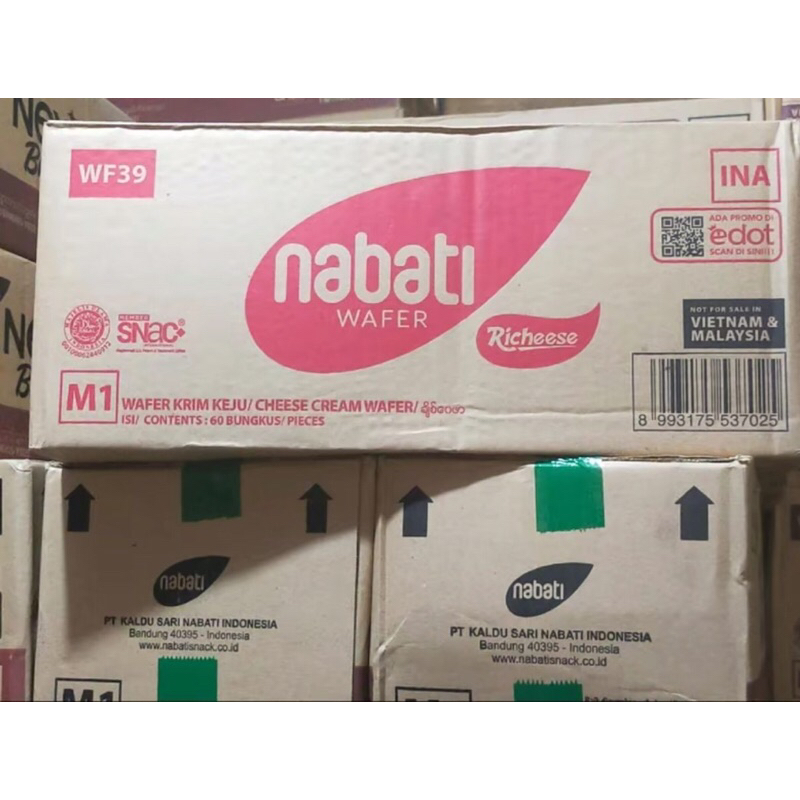 WF39
INA
nabati
WAFER
Richeese
ADA PROMO DI
edot
SCAN DI SINI!!
MEMBER
SNAC
NOT FOR SALE IN
VIETNAM &
MALAYSIA
M1
WAFER KRIM KEJU/ CHEESE CREAM WAFER/
ISI/ CONTENTS : 60 BUNGKUS/ PIECES
8 993175 537025
nabati
PT KALDU SARI NABATI INDONESIA
Bandung 40395 - Indonesia
www.nabatisnack.co.id
M1
nabati
PT KALDU SARI NABATI INDONESIA
Bandung 40395 - Indonesia
www.nabatisnack.co.id